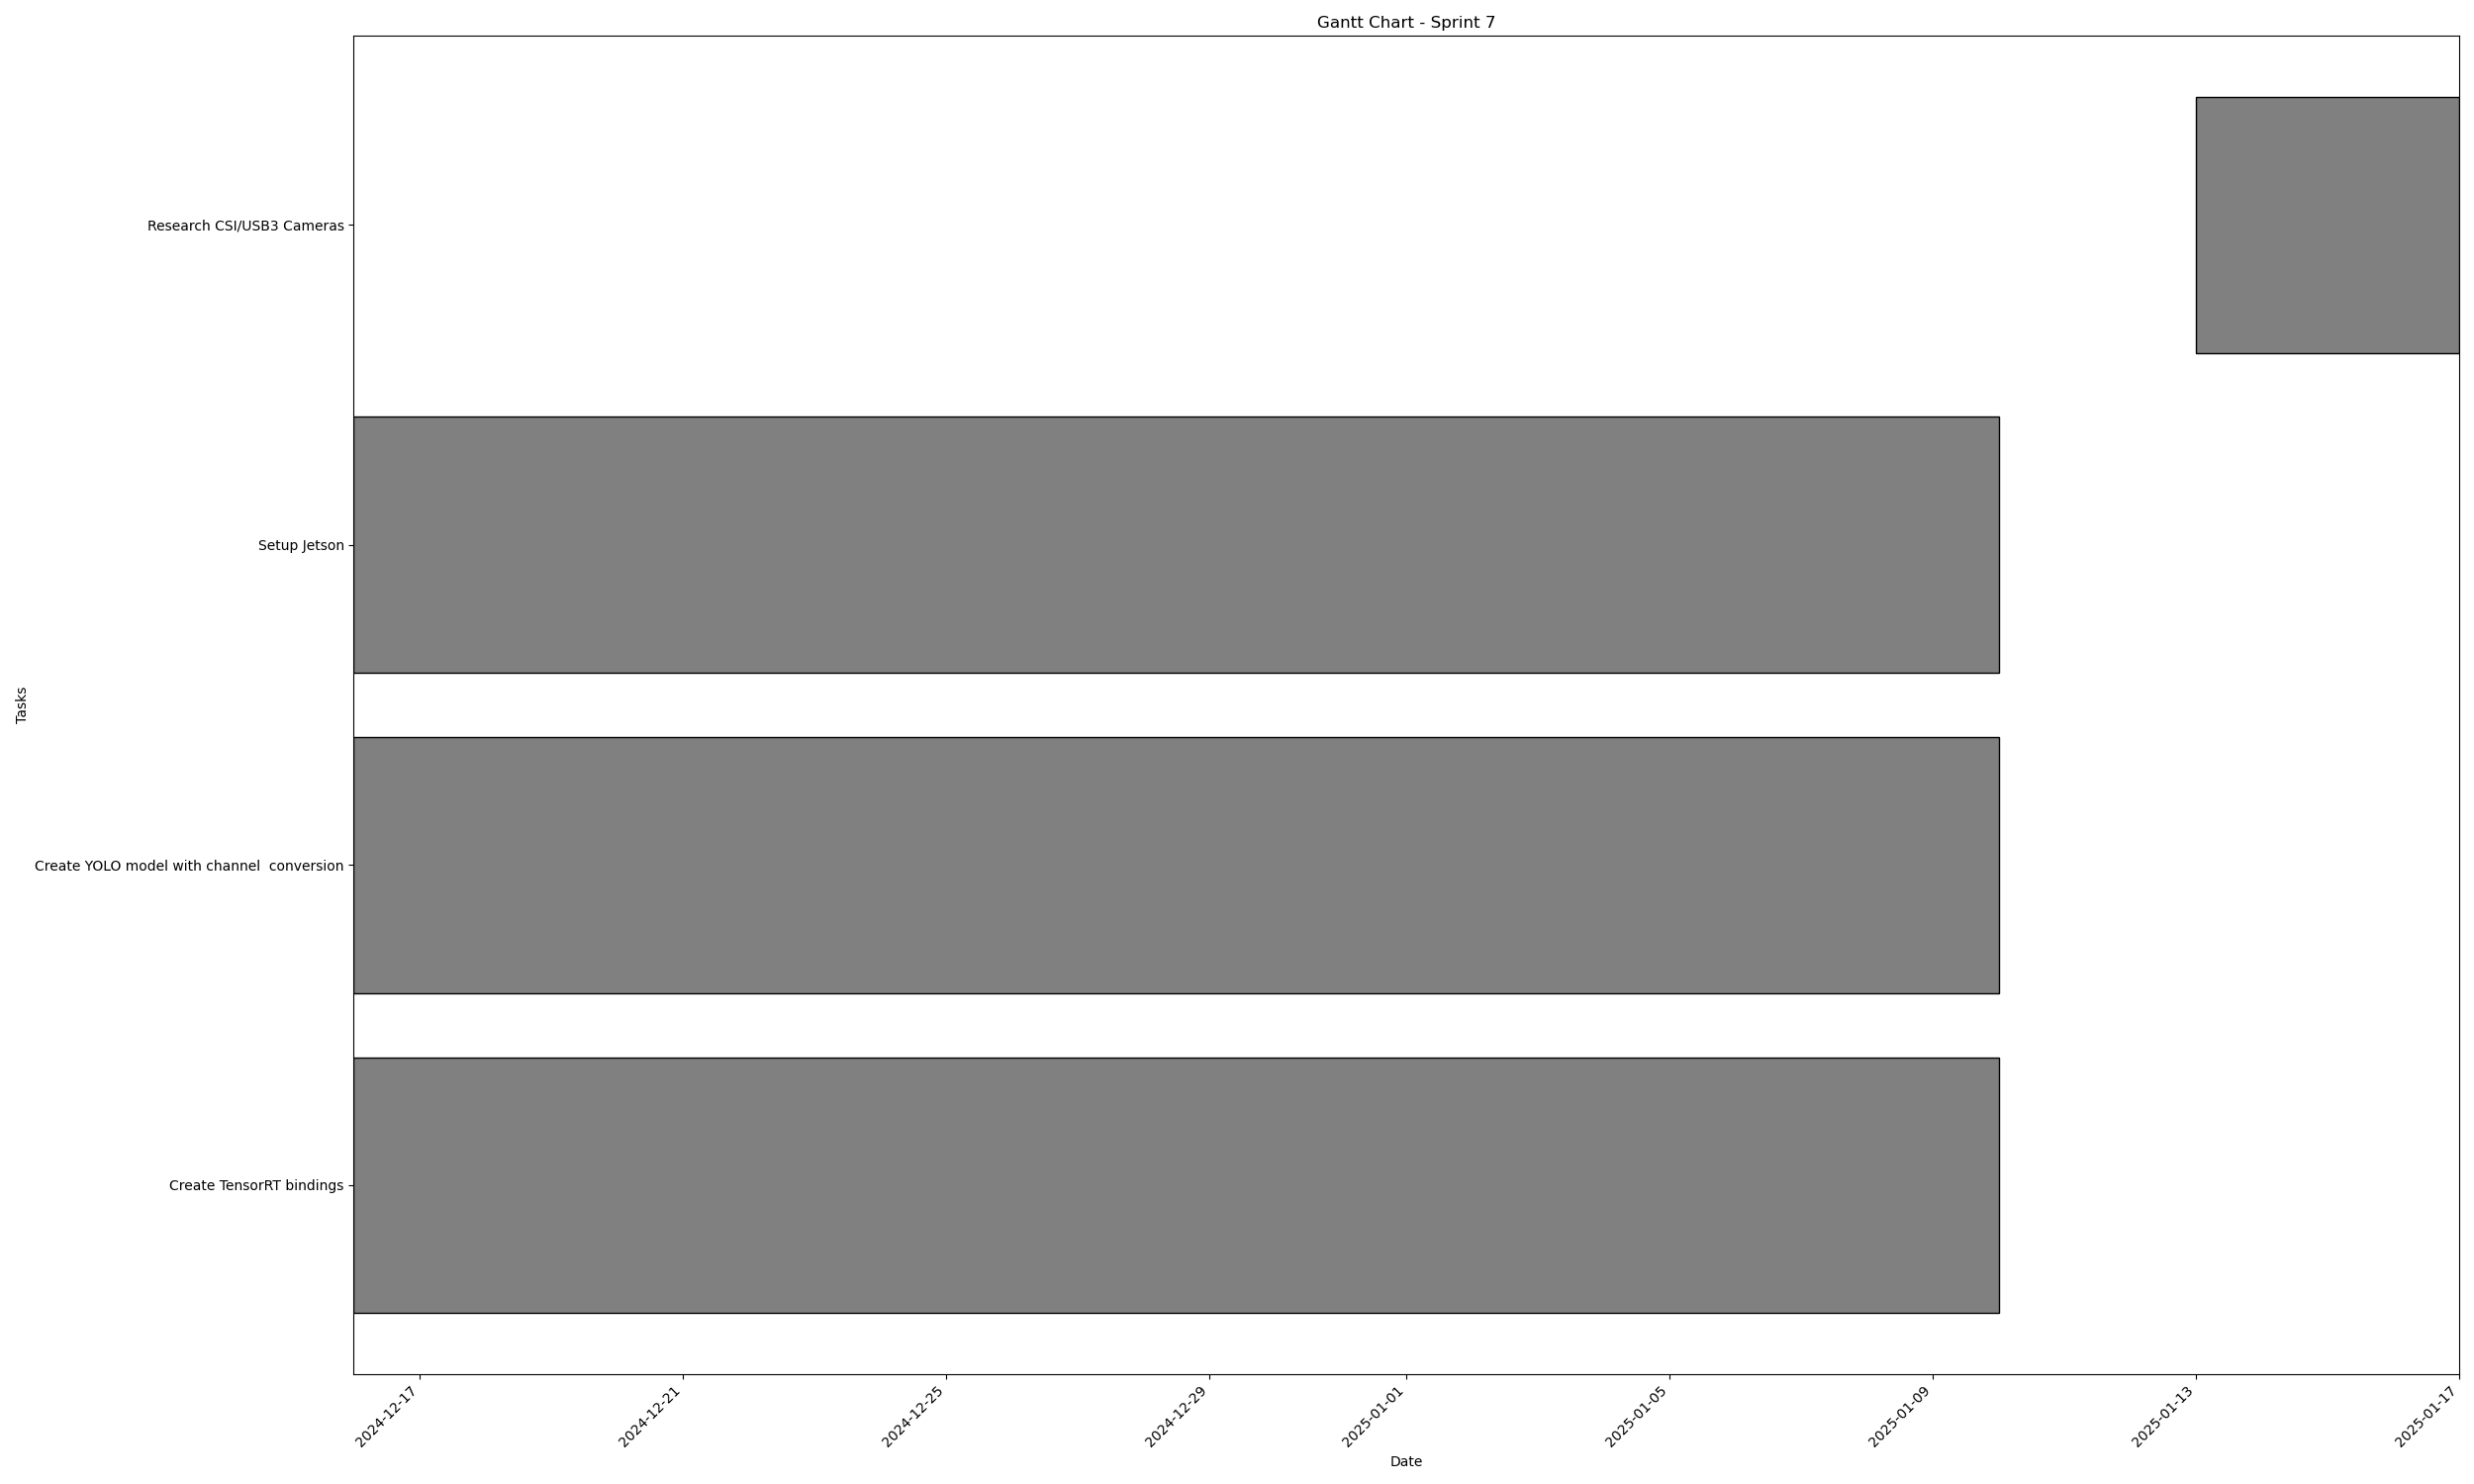 Gantt Chart - Sprint 7
Research CSI/USB3 Cameras
Setup Jetson
Tasks
Create YOLO model with channel  conversion
Create TensorRT bindings
2024-12-17
2024-12-21
2024-12-25
2024-12-29
2025-01-01
2025-01-05
2025-01-09
2025-01-13
2025-01-17
Date